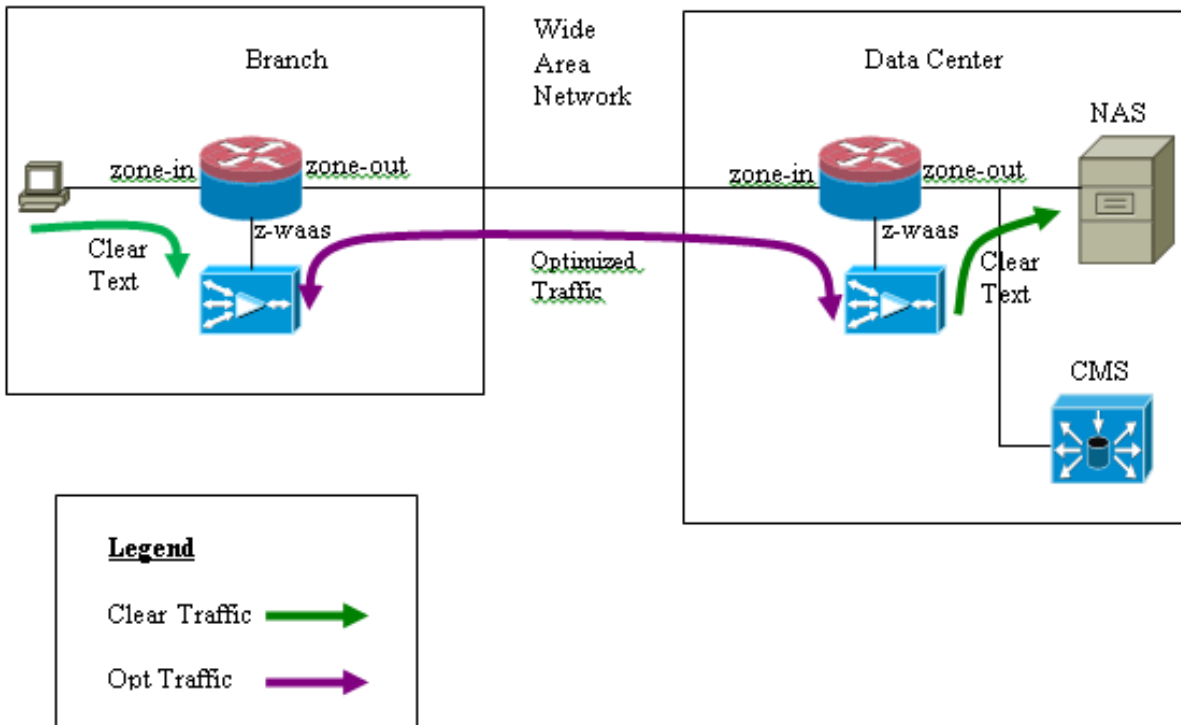 Branch
Wide
Area
Network
Data Center
NAS
zone-in
zone-out
zone-in
zone-out
z-waas
z-waas
Clear
Text
Optimized
Traffic
Clear
Text
CMS
Legend
Clear Traffic
Opt Traffic